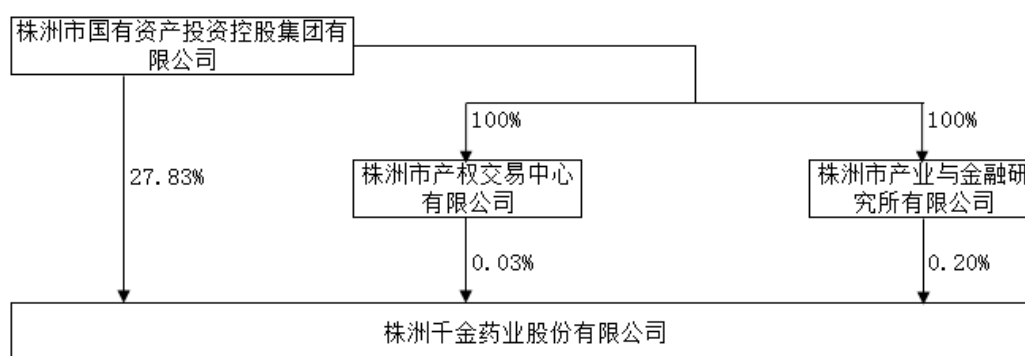 株洲市国有资产投资控股集团有
限公司
100%
100%
27.83%
株洲市产权交易中心
有限公司
株洲市产业与金融研
究所有限公司
0.03%
0.20%
株洲千金药业股份有限公司